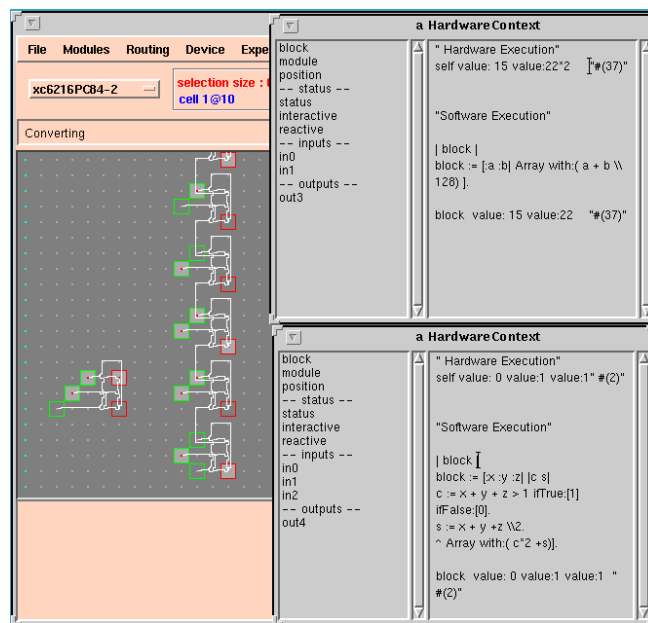 a Hardware Context
File Modules Routing Device Expe
xc6216PC84-2
selection size : 
cell 1@10
Converting
block
module
position
-- status --
status
interactive
reactive
-- inputs --
in0
in1
-- outputs --
out3
" Hardware Execution"
self value: 15 value:22*2 "#(37)"
"Software Execution"
| block |
block := [:a :b| Array with:( a + b \\
128) ].
block value: 15 value:22 "#(37)"
a HardwareContext
block
module
position
-- status --
status
interactive
reactive
-- inputs --
in0
in1
in2
-- outputs --
out4
" Hardware Execution"
self value: 0 value:1 value:1" #(2)"
"Software Execution"
| block
block := [:x :y :z| |c s|
c := x + y + z > 1 ifTrue:[1]
ifFalse:[0].
s := x + y +z \\2.
^ Array with:( c*2 +s)].
block value: 0 value:1 value:1 "
#(2)"